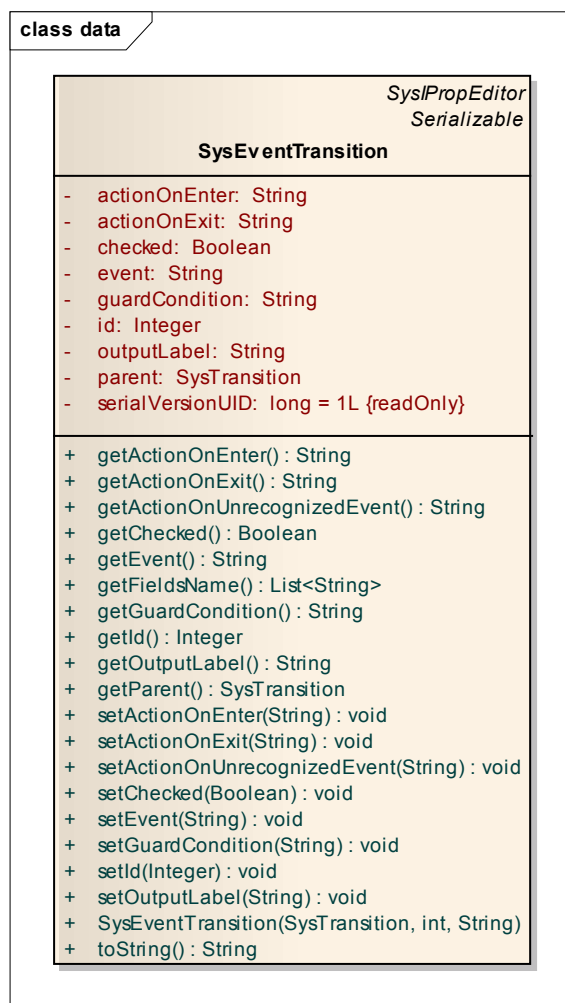 class data
SysIPropEditor
Serializable
SysEventTransition
- actionOnEnter: String
- actionOnExit: String
- checked: Boolean
- event: String
- guardCondition: String
- id: Integer
- outputLabel: String
- parent: SysTransition
- serialVersionUID: long = 1L {readOnly}
+ getActionOnEnter() : String
+ getActionOnExit() : String
+ getActionOnUnrecognizedEvent() : String
+ getChecked() : Boolean
+ getEvent() : String
+ getFieldsName() : List<String>
+ getGuardCondition() : String
+ getId() : Integer
+ getOutputLabel() : String
+ getParent() : SysTransition
+ setActionOnEnter(String) : void
+ setActionOnExit(String) : void
+ setActionOnUnrecognizedEvent(String) : void
+ setChecked(Boolean) : void
+ setEvent(String) : void
+ setGuardCondition(String) : void
+ setId(Integer) : void
+ setOutputLabel(String) : void
+ SysEventTransition(SysTransition, int, String)
+ toString() : String